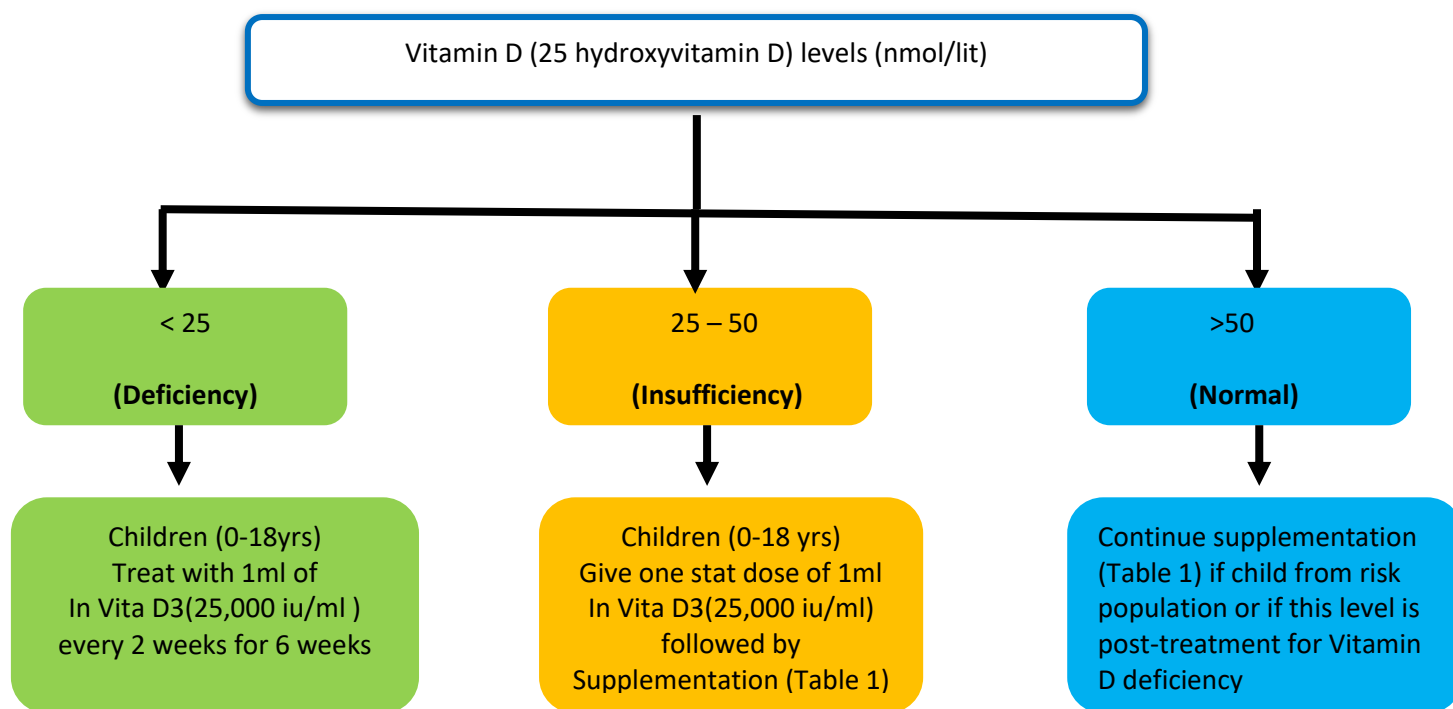 Vitamin D (25 hydroxyvitamin D) levels (nmol/lit)
< 25
(Deficiency)
25 – 50
(Insufficiency)
>50
(Normal)
Children (0-18yrs)
Treat with 1ml of
In Vita D3(25,000 iu/ml )
every 2 weeks for 6 weeks
Children (0-18 yrs)
Give one stat dose of 1ml
In Vita D3(25,000 iu/ml)
followed by
Supplementation (Table 1)
Continue supplementation
(Table 1) if child from risk
population or if this level is
post-treatment for Vitamin
D deficiency